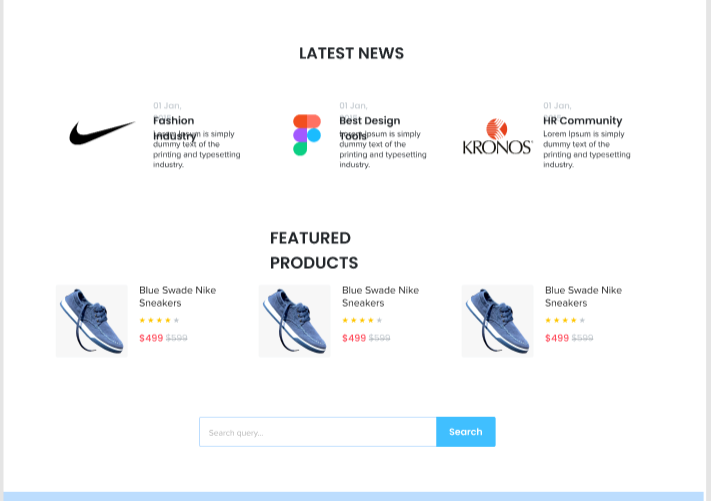 LATEST NEWS
01 Jan,
Fashion
Industry
Lorem Ipsum is simply
dummy text of the
printing and typesetting
industry.
01 Jan,
Best Design
Tools
Lorem Ipsum is simply
dummy text of the
printing and typesetting
industry.
KRONOS
01 Jan,
HR Community
Lorem Ipsum is simply
dummy text of the
printing and typesetting
industry.
FEATURED
PRODUCTS
Blue Swade Nike
Sneakers
$499 $599
Blue Swade Nike
Sneakers
$499 $599
Blue Swade Nike
Sneakers
$499 $599
Search query...
Search